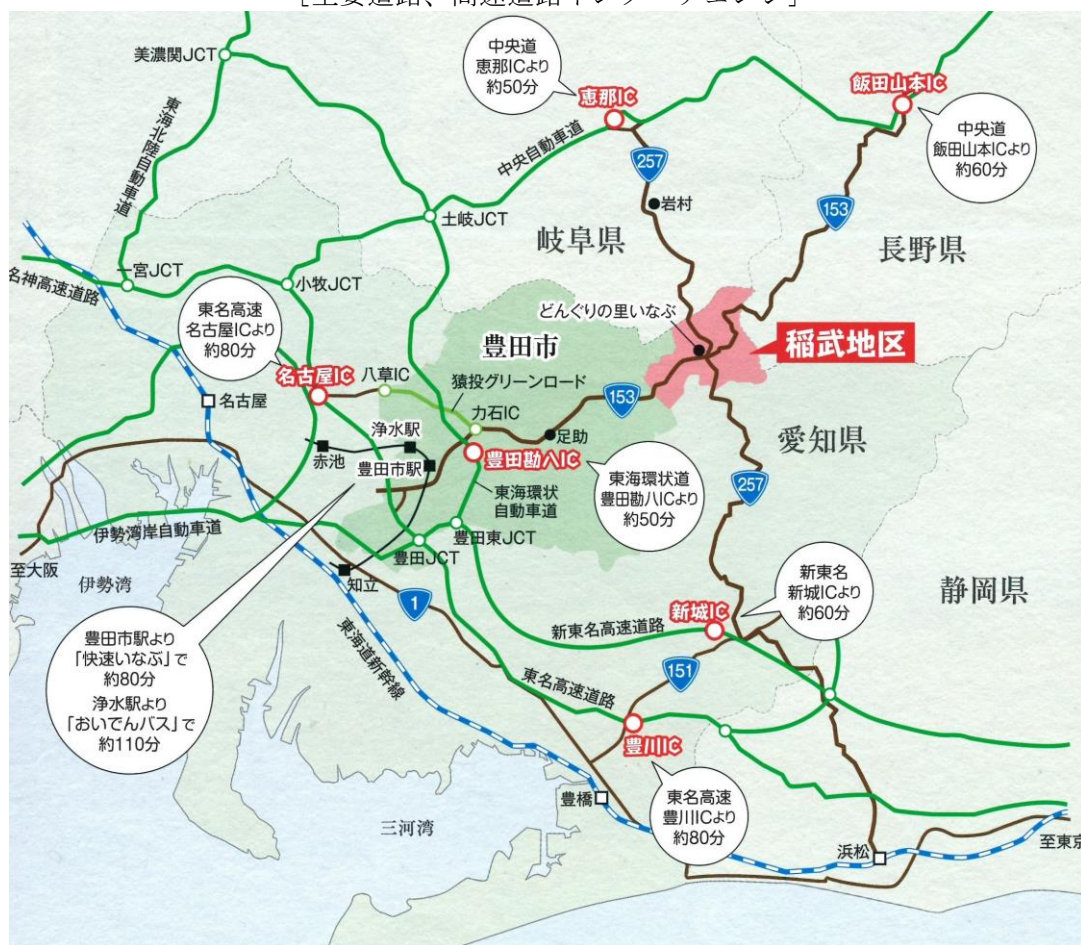 [主要道路、高速道路インターチェンジ]
美濃関JCT
東海北陸自動車道
中央道
恵那ICより
約50分
恵那IC
飯田山本IC
中央道
飯田山本ICより
約60分
中央自動車道
257
岩村
153
土岐JCT
岐阜県
長野県
一宮JCT
小牧JCT
名神高速道路
東名高速
名古屋ICより
約80分
どんぐりの里いなぶ
豊田市
稲武地区
名古屋IC
八草IC
猿投グリーンロード
153
名古屋
力石IC
浄水駅
足助
愛知県
赤池
豊田市駅
豊田勘八IC
東海環状
自動車道
東海環状道
豊田勘八ICより
約50分
257
伊勢湾岸自動車道
豊田東JCT
豊田JCT
至大阪
伊勢湾
知立
1
新東名
新城ICより
約60分
静岡県
新城IC
新東名高速道路
豊田市駅より
「快速いなぶ」で
約80分
浄水駅より
「おいでんバス」で
約110分
東海道新幹線
東名高速道路
151
豊川IC
豊橋
東名高速
豊川ICより
約80分
三河湾
浜松
至東京